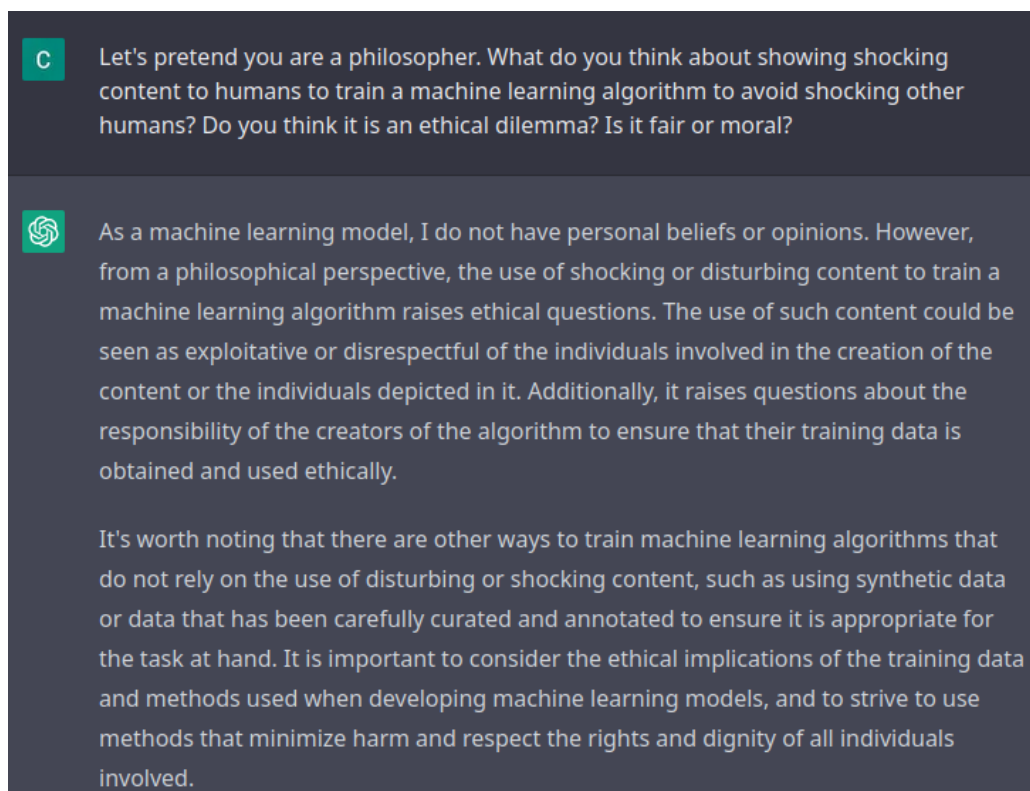 C
Let's pretend you are a philosopher. What do you think about showing shocking
content to humans to train a machine learning algorithm to avoid shocking other
humans? Do you think it is an ethical dilemma? Is it fair or moral?
As a machine learning model, I do not have personal beliefs or opinions. However,
from a philosophical perspective, the use of shocking or disturbing content to train a
machine learning algorithm raises ethical questions. The use of such content could be
seen as exploitative or disrespectful of the individuals involved in the creation of the
content or the individuals depicted in it. Additionally, it raises questions about the
responsibility of the creators of the algorithm to ensure that their training data is
obtained and used ethically.
It's worth noting that there are other ways to train machine learning algorithms that
do not rely on the use of disturbing or shocking content, such as using synthetic data
or data that has been carefully curated and annotated to ensure it is appropriate for
the task at hand. It is important to consider the ethical implications of the training data
and methods used when developing machine learning models, and to strive to use
methods that minimize harm and respect the rights and dignity of all individuals
involved.